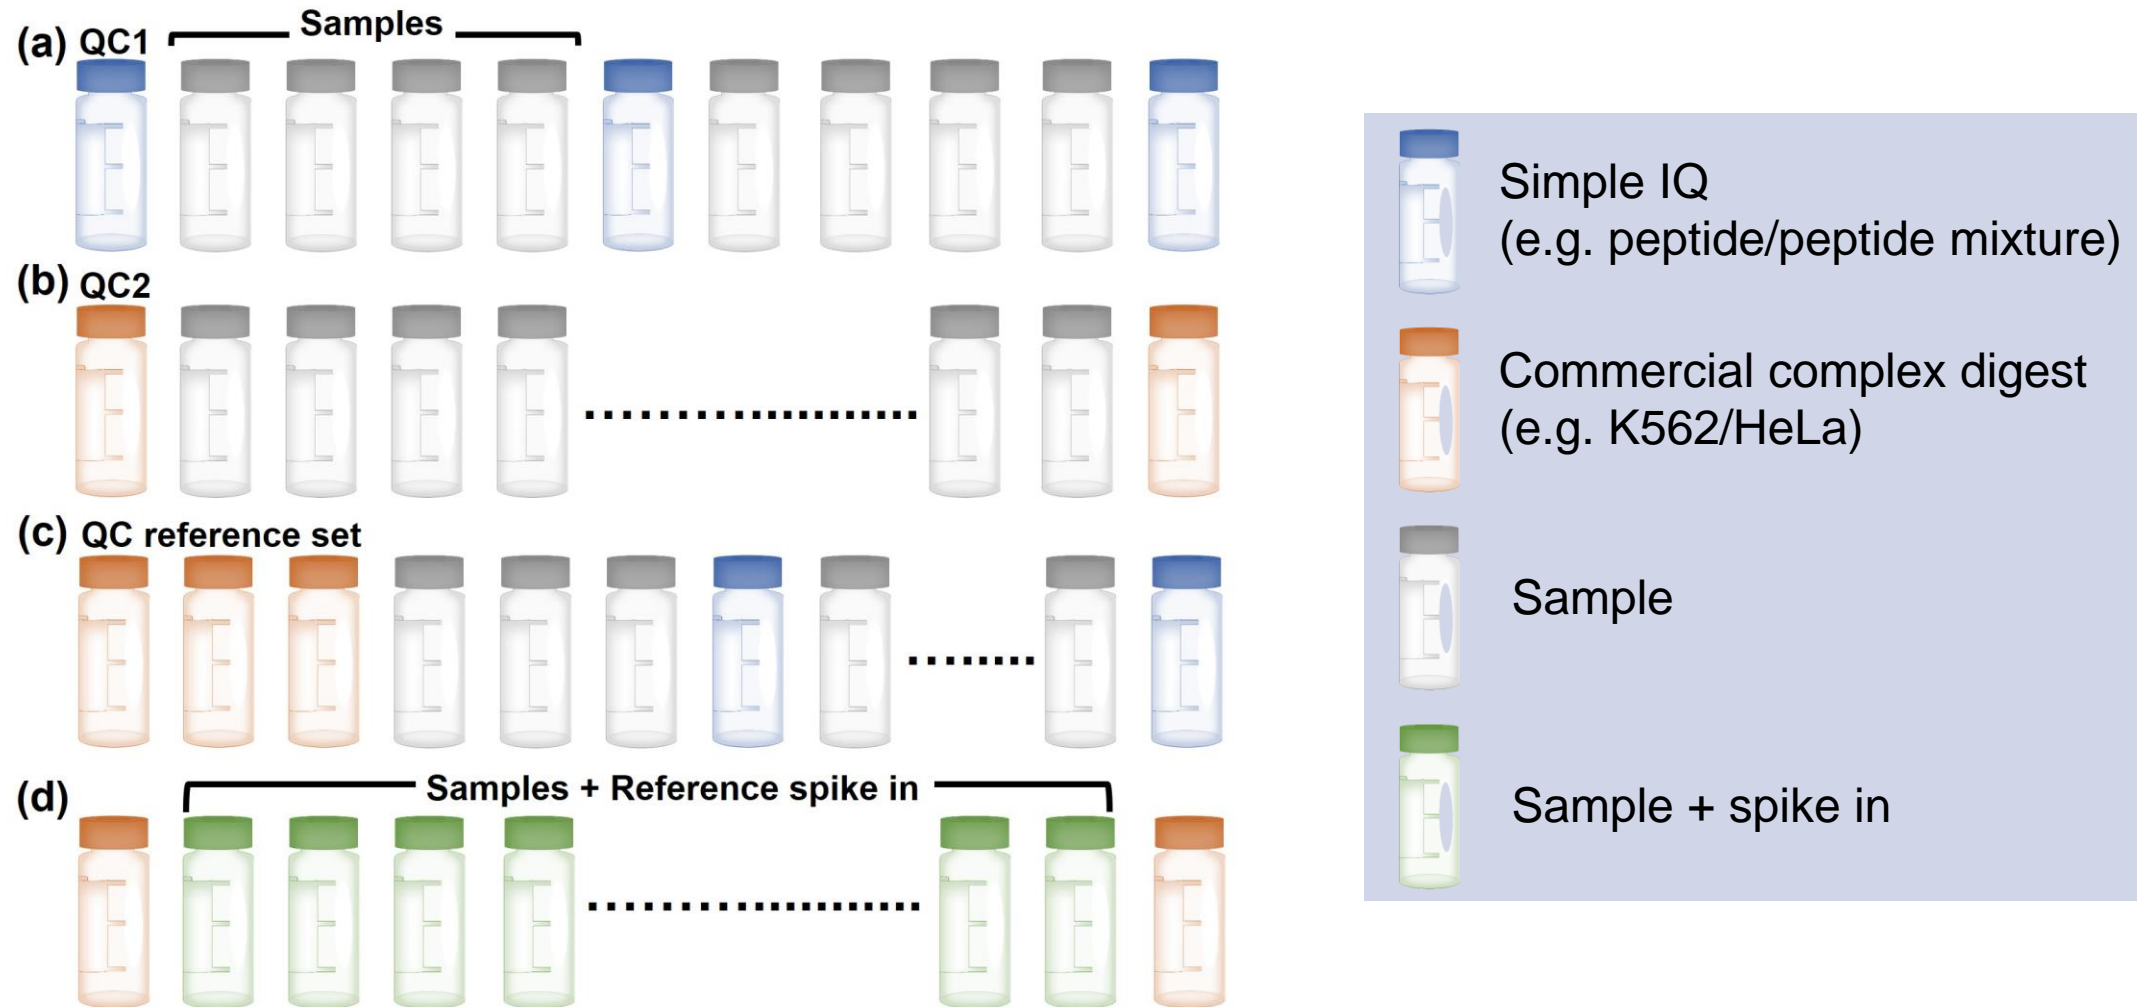 (a) QC1
Samples
(b) QC2
(c) QC reference set
(d)
Samples + Reference spike in
Simple IQ
(e.g. peptide/peptide mixture)
Commercial complex digest
(e.g. K562/HeLa)
Sample
Sample + spike in